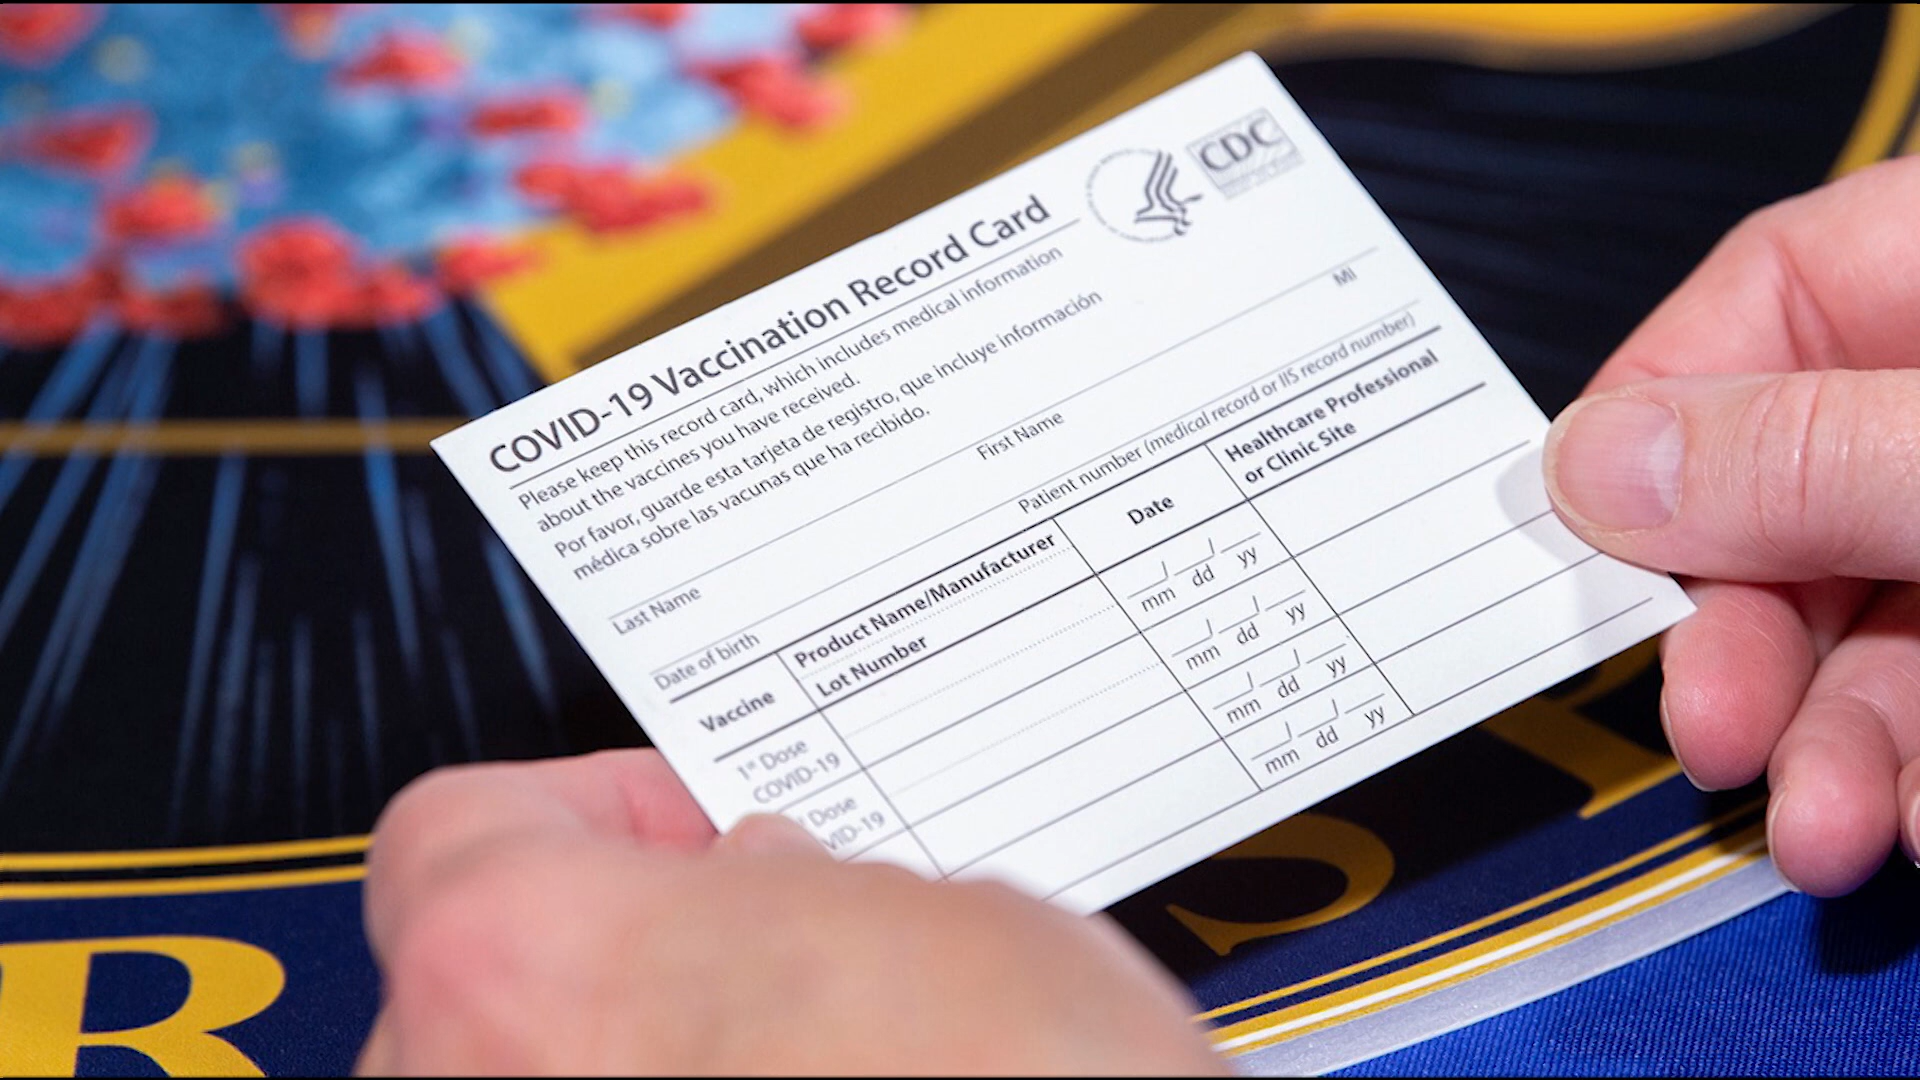 CDC
COVID-19 Vaccination Record Card
Please keep this record card, which includes medical information
about the vaccines you have received.
Por favor, guarde esta tarjeta de registro, que incluye información
médica sobre las vacunas que ha recibido.
Last Name First Name MI
Date of birth Patient number (medical record or IIS record number)
Vaccine
Product Name/Manufacturer
Lot Number
Date
Healthcare Professional
or Clinic Site
1st Dose
COVID-19
mm dd yy
Dose
VID-19
mm dd yy
mm dd yy
mm dd yy
R
S